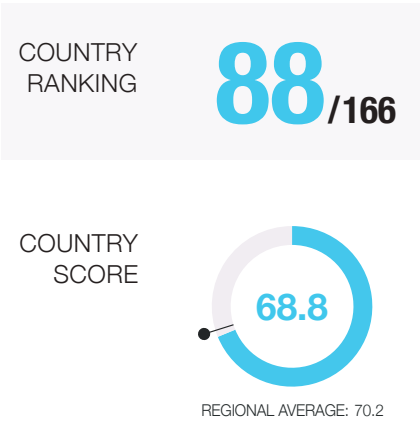 COUNTRY
RANKING
88/166
COUNTRY
SCORE
68.8
REGIONAL AVERAGE: 70.2